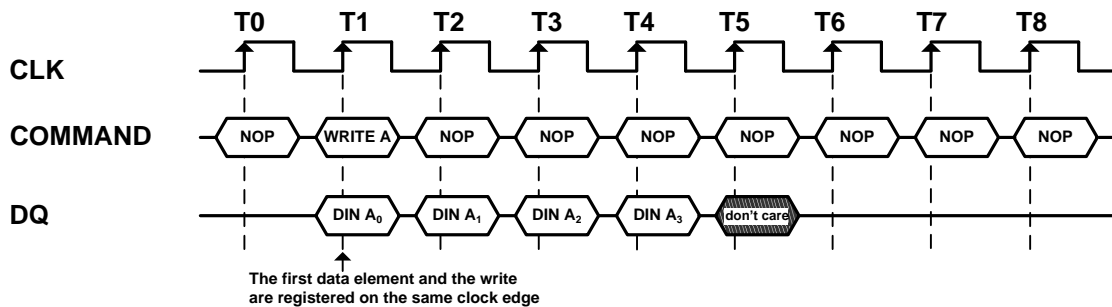 T0 T1 T2 T3 T4 T5 T6 T7 T8
CLK
COMMAND NOP WRITE A NOP NOP NOP NOP NOP NOP NOP
DQ DIN A₀ DIN A₁ DIN A₂ DIN A₃ don't care
The first data element and the write
are registered on the same clock edge